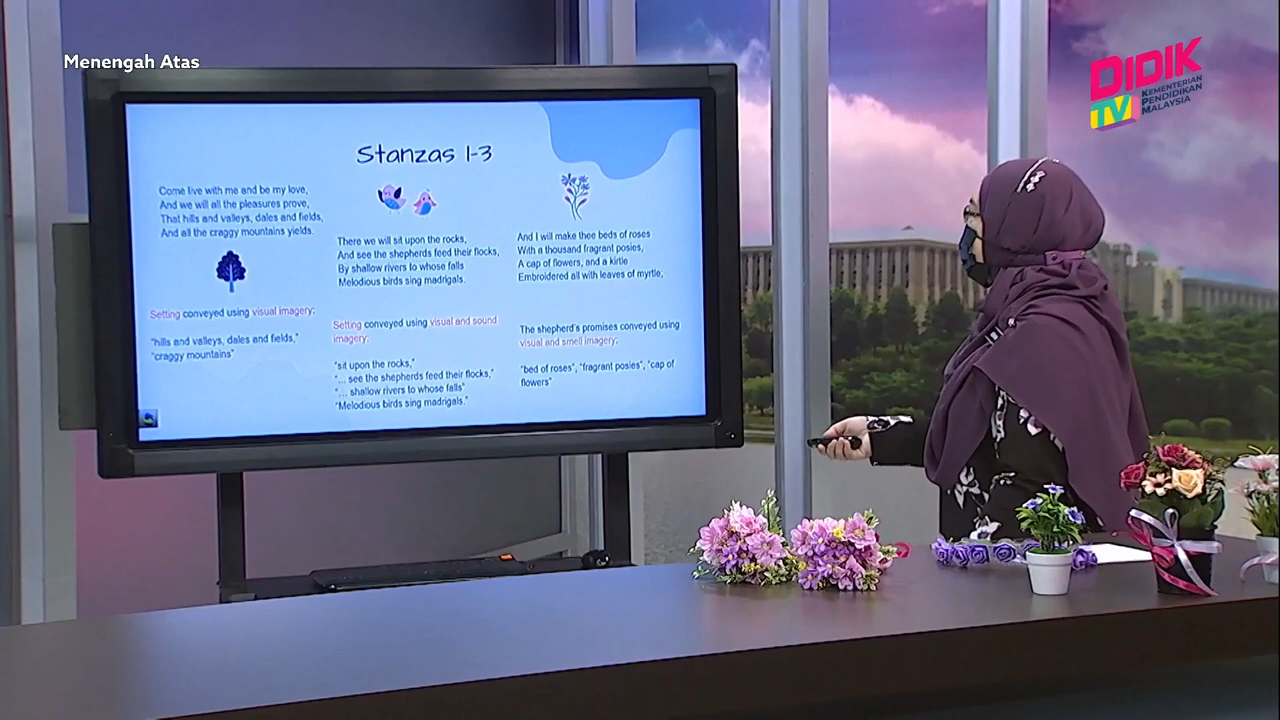 Menengah Atas
DIDIK
TV
KEMENTERIAN
PENDIDIKAN
MALAYSIA
Stanzas 1-3
Come live with me and be my love,
And we will all the pleasures prove,
That hills and valleys, dales and fields,
And all the craggy mountains yields.
Setting conveyed using visual imagery:
"hills and valleys, dales and fields,"
"craggy mountains"
There we will sit upon the rocks,
And see the shepherds feed their flocks,
By shallow rivers to whose falls
Melodious birds sing madrigals.
Setting conveyed using visual and sound
imagery:
"sit upon the rocks,"
"... see the shepherds feed their flocks,"
"... shallow rivers to whose falls"
"Melodious birds sing madrigals."
And I will make thee beds of roses
With a thousand fragrant posies,
A cap of flowers, and a kirtle
Embroidered all with leaves of myrtle;
The shepherd's promises conveyed using
visual and smell imagery:
"bed of roses", "fragrant posies", "cap of
flowers"